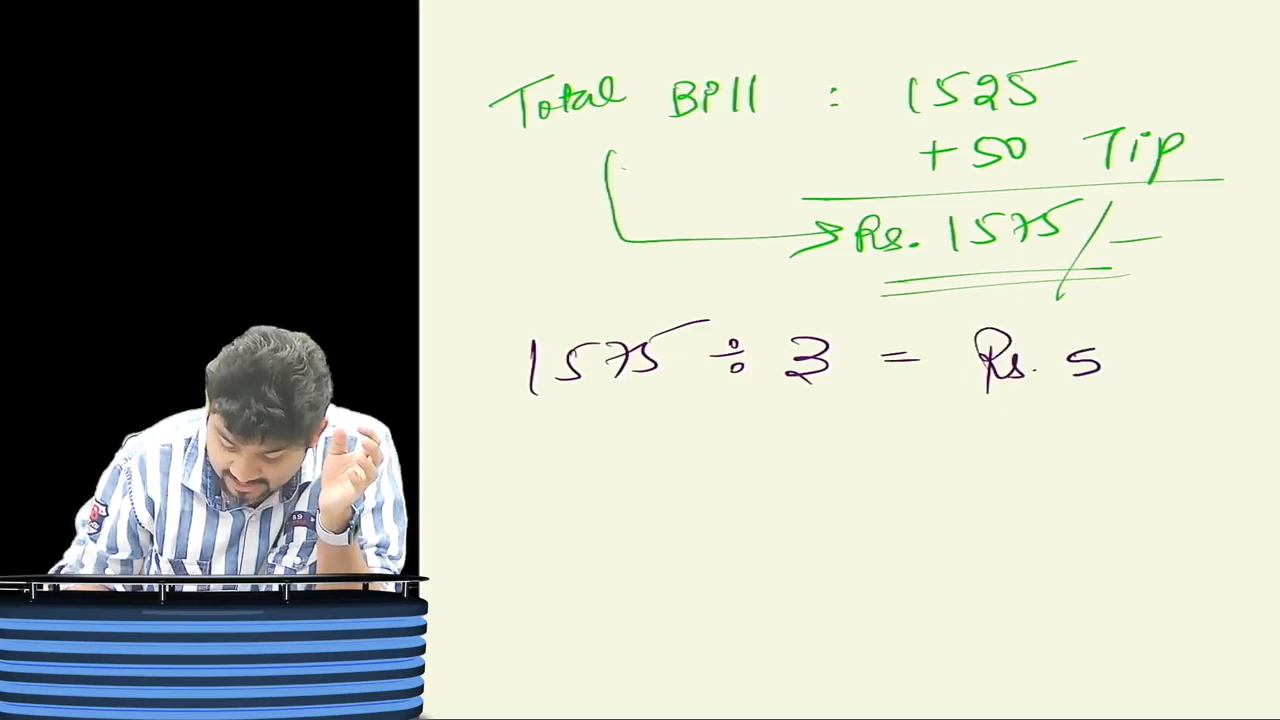 Total Bill : 1525
+ 50 Tip
Rs. 1575/-
1575 ÷ 3 = Rs. 5